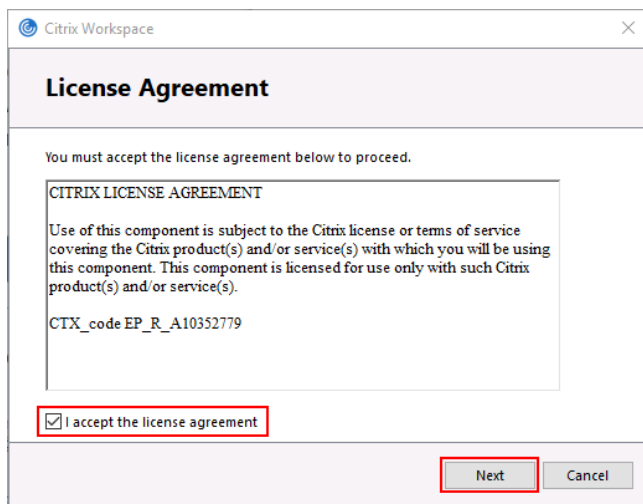 Citrix Workspace
License Agreement
You must accept the license agreement below to proceed.
CITRIX LICENSE AGREEMENT
Use of this component is subject to the Citrix license or terms of service
covering the Citrix product(s) and/or service(s) with which you will be using
this component. This component is licensed for use only with such Citrix
product(s) and/or service(s).
CTX_code EP_R_A10352779
I accept the license agreement
Next
Cancel